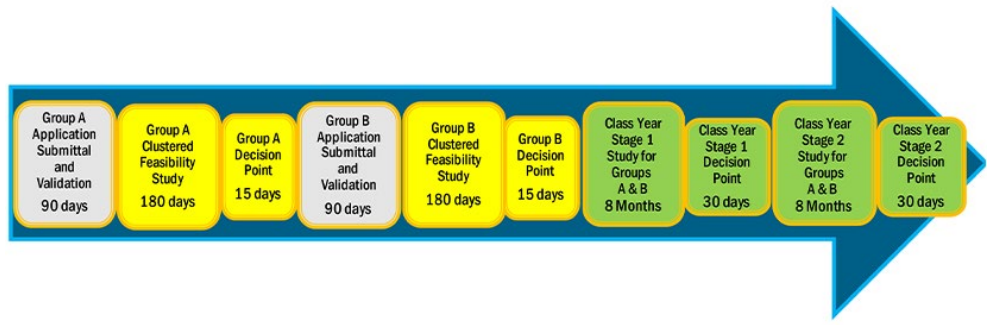 Group A
Application
Submittal
and
Validation
90 days
Group A
Clustered
Feasibility
Study
180 days
Group A
Decision
Point
15 days
Group B
Application
Submittal
and
Validation
90 days
Group B
Clustered
Feasibility
Study
180 days
Group B
Decision
Point
15 days
Class Year
Stage 1
Study for
Groups
A & B
8 Months
Class Year
Stage 1
Decision
Point
30 days
Class Year
Stage 2
Study for
Groups
A & B
8 Months
Class Year
Stage 2
Decision
Point
30 days